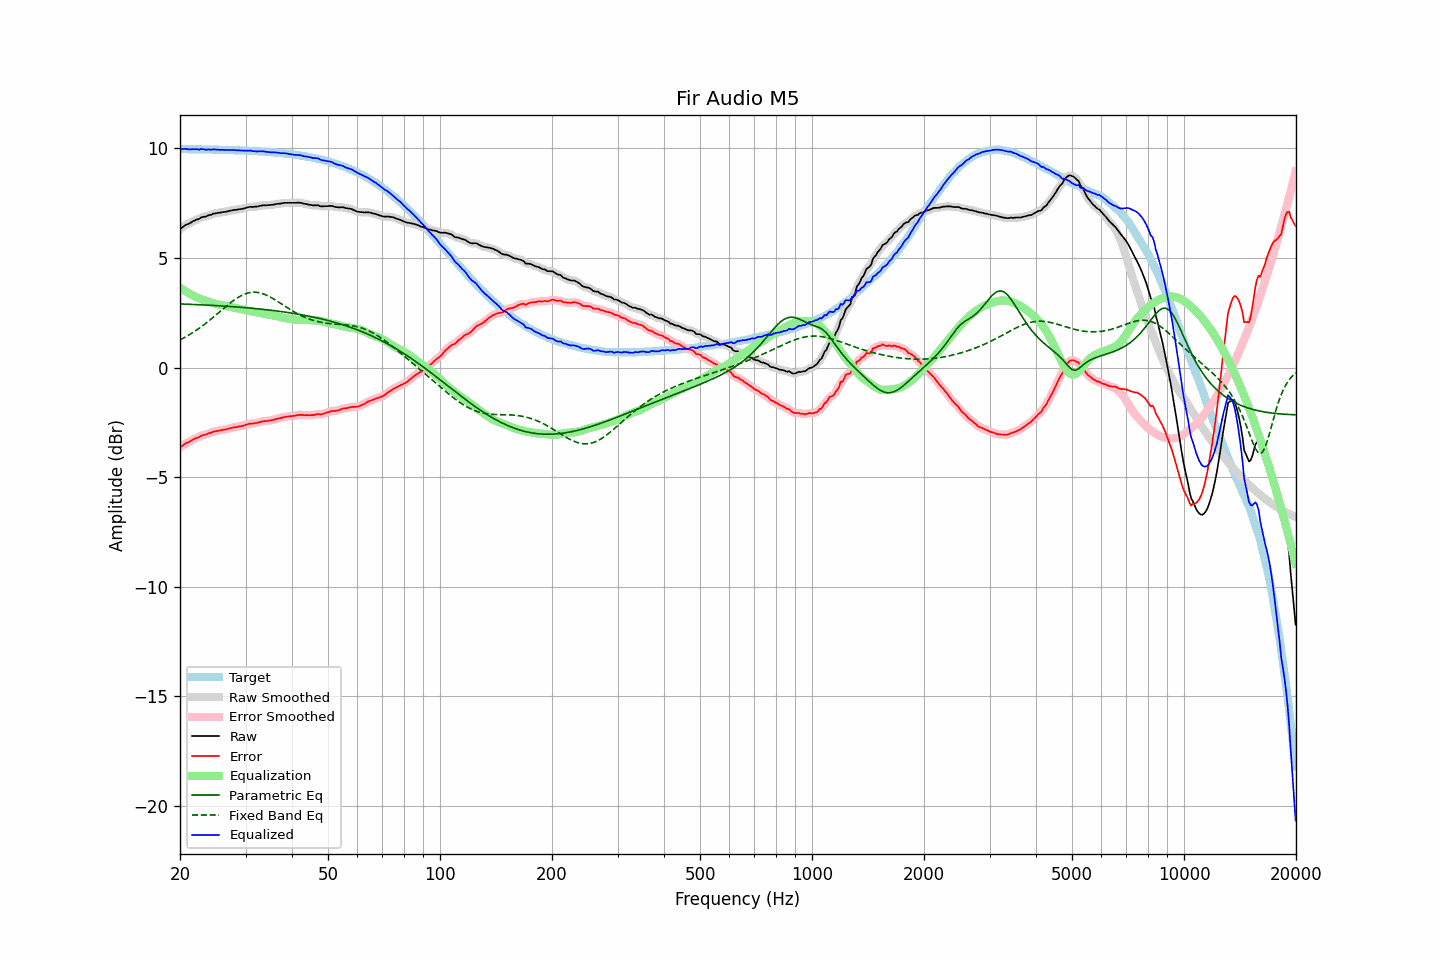 Fir Audio M5
10
5
0
−5
−10
−15
−20
Amplitude (dBr)
Target
Raw Smoothed
Error Smoothed
Raw
Error
Equalization
Parametric Eq
Fixed Band Eq
Equalized
20 50 100 200 500 1000 2000 5000 10000 20000
Frequency (Hz)